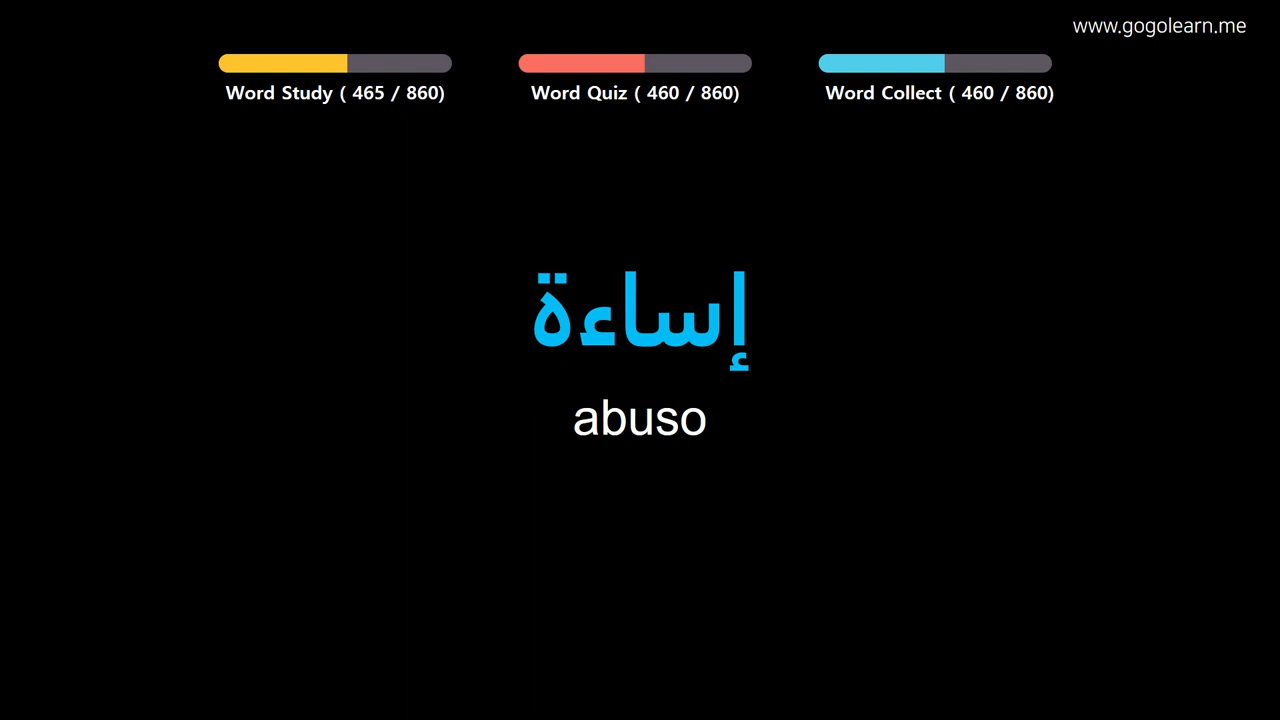 www.gogolearn.me
Word Study ( 465 / 860)
Word Quiz ( 460 / 860)
Word Collect ( 460 / 860)
إساءة
abuso